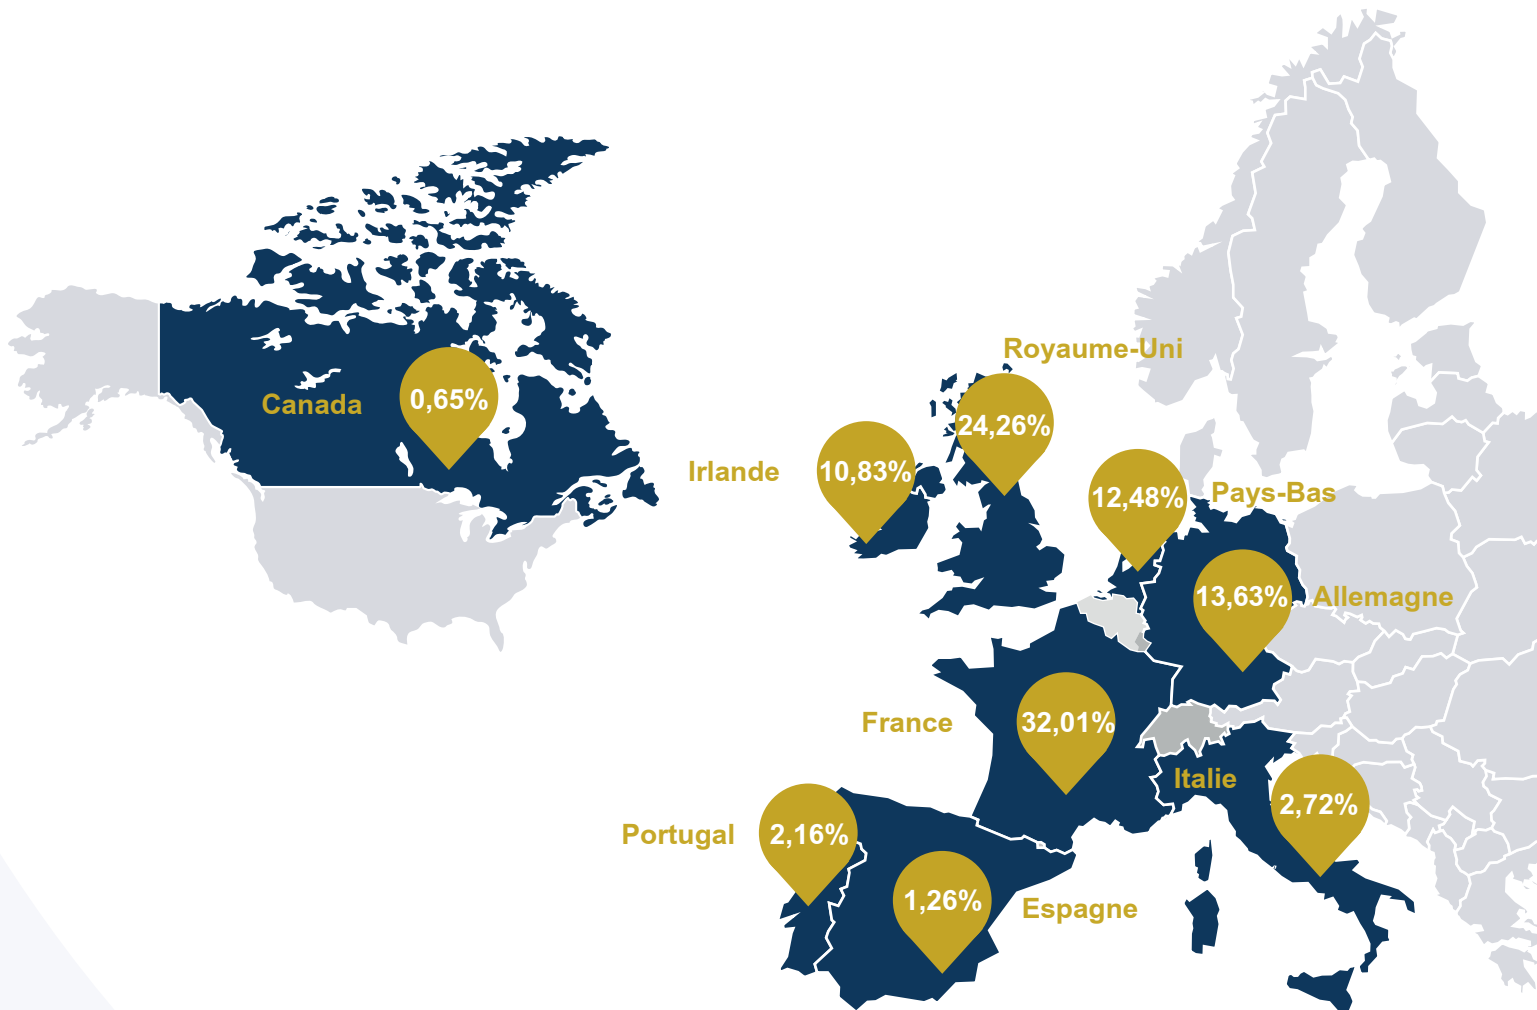 Royaume-Uni
24,26%
Canada
0,65%
Irlande
10,83%
Pays-Bas
12,48%
Allemagne
13,63%
France
32,01%
Italie
2,72%
Portugal
2,16%
Espagne
1,26%